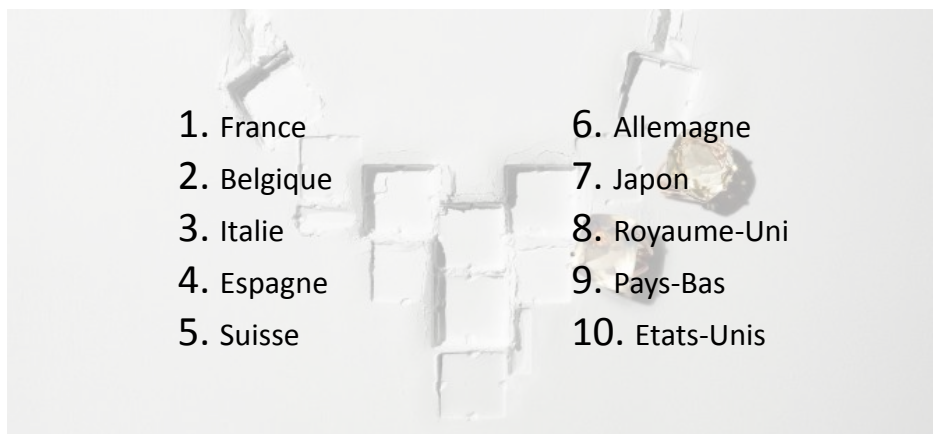 1. France
2. Belgique
3. Italie
4. Espagne
5. Suisse
6. Allemagne
7. Japon
8. Royaume-Uni
9. Pays-Bas
10. Etats-Unis